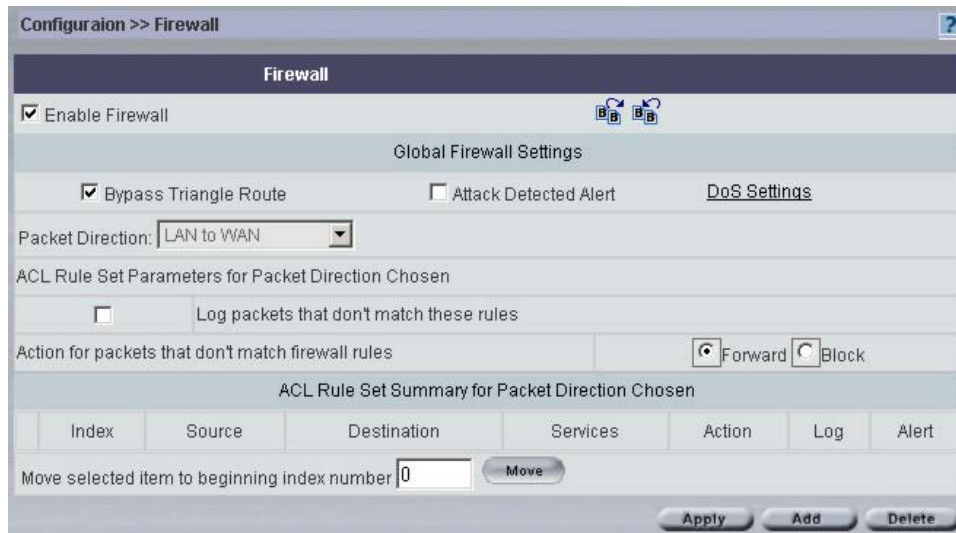 Configuraion >> Firewall
?
Firewall
Enable Firewall
B B B B
Global Firewall Settings
Bypass Triangle Route Attack Detected Alert DoS Settings
Packet Direction: LAN to WAN
ACL Rule Set Parameters for Packet Direction Chosen
Log packets that don't match these rules
Action for packets that don't match firewall rules Forward Block
ACL Rule Set Summary for Packet Direction Chosen
Index Source Destination Services Action Log Alert
Move selected item to beginning index number 0 Move
Apply Add Delete